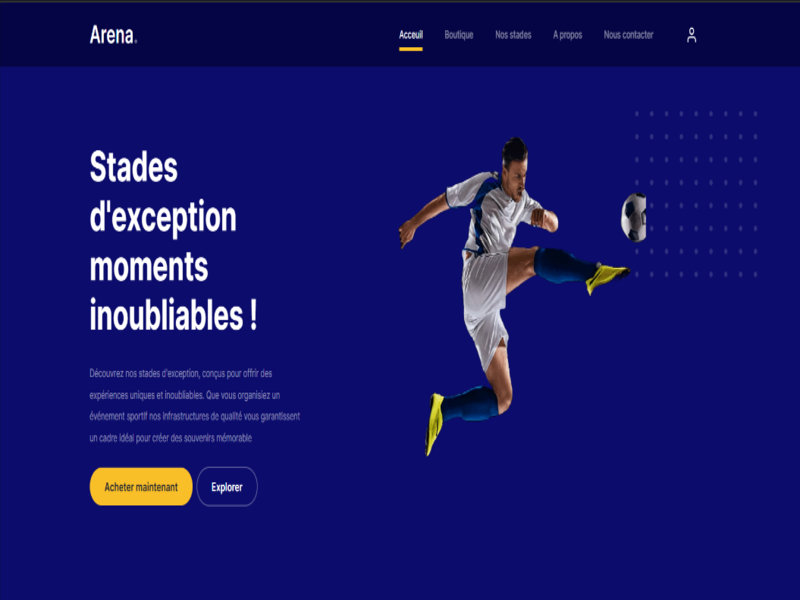 Arena.
Acceuil
Boutique
Nos stades
A propos
Nous contacter
Stades
d'exception
moments
inoubliables !
Découvrez nos stades d'exception, conçus pour offrir des
expériences uniques et inoubliables. Que vous organisiez un
événement sportif nos infrastructures de qualité vous garantissent
un cadre idéal pour créer des souvenirs mémorable
Acheter maintenant
Explorer